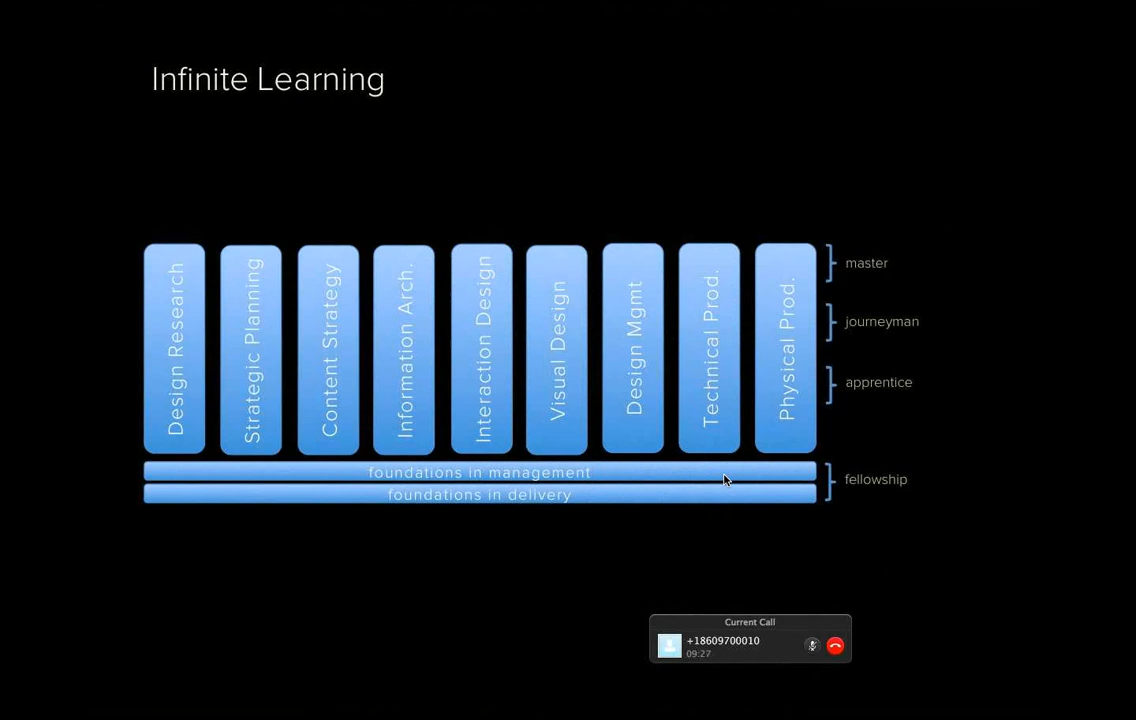 Infinite Learning
Design Research
Strategic Planning
Content Strategy
Information Arch.
Interaction Design
Visual Design
Design Mgmt
Technical Prod.
Physical Prod.
master
journeyman
apprentice
foundations in management
foundations in delivery
fellowship
Current Call
+18609700010
09:27